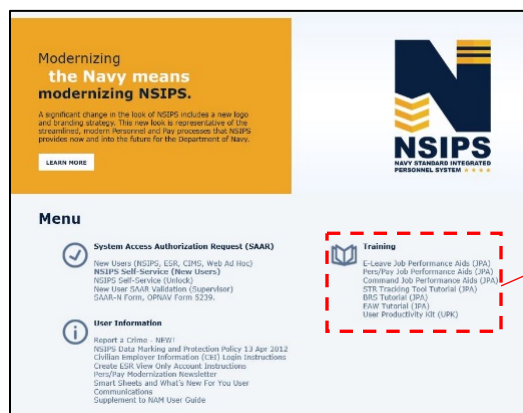 Modernizing
the Navy means
modernizing NSIPS.
A significant change in the look of NSIPS includes a new logo
and branding strategy. This new look is representative of the
streamlined, modern Personnel and Pay processes that NSIPS
provides now and into the future for the Department of Navy.
LEARN MORE
NSIPS
NAVY STANDARD INTEGRATED
PERSONNEL SYSTEM
Menu
System Access Authorization Request (SAAR)
New Users (NSIPS, ESR, CIMS, Web Ad Hoc)
NSIPS Self-Service (New Users)
NSIPS Self-Service (Unlock)
New User SAAR Validation (Supervisor)
SAAR-N Form, OPNAV Form 5239.
User Information
Report a Crime - NEW!
NSIPS Data Marking and Protection Policy 13 Apr 2012
Civilian Employer Information (CEI) Login Instructions
Create ESR View Only Account Instructions
Pers/Pay Modernization Newsletter
Smart Sheets and What's New For You User
Communications
Supplement to NAM User Guide
Training
E-Leave Job Performance Aids (JPA)
Pers/Pay Job Performance Aids (JPA)
Command Job Performance Aids (JPA)
STR Tracking Tool Tutorial (JPA)
BRS Tutorial (JPA)
EAW Tutorial (JPA)
User Productivity Kit (UPK)